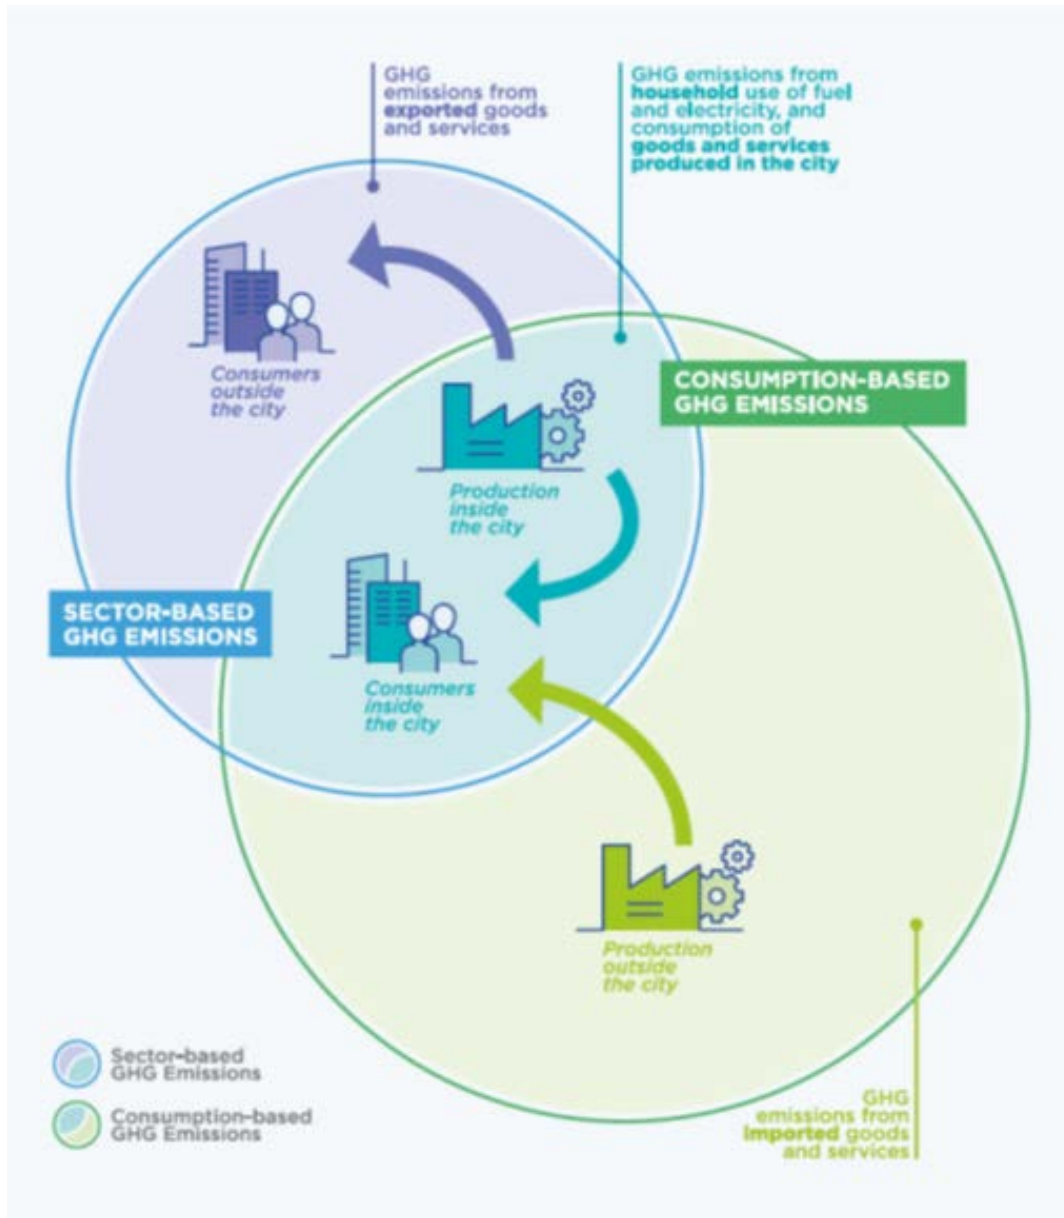 GHG
emissions from
exported goods
and services
GHG emissions from
household use of fuel
and electricity, and
consumption of
goods and services
produced in the city
Consumers
outside
the city
CONSUMPTION-BASED
GHG EMISSIONS
Production
inside
the city
SECTOR-BASED
GHG EMISSIONS
Consumers
inside
the city
Production
outside
the city
Sector-based
GHG Emissions
Consumption-based
GHG Emissions
GHG
emissions from
imported goods
and services